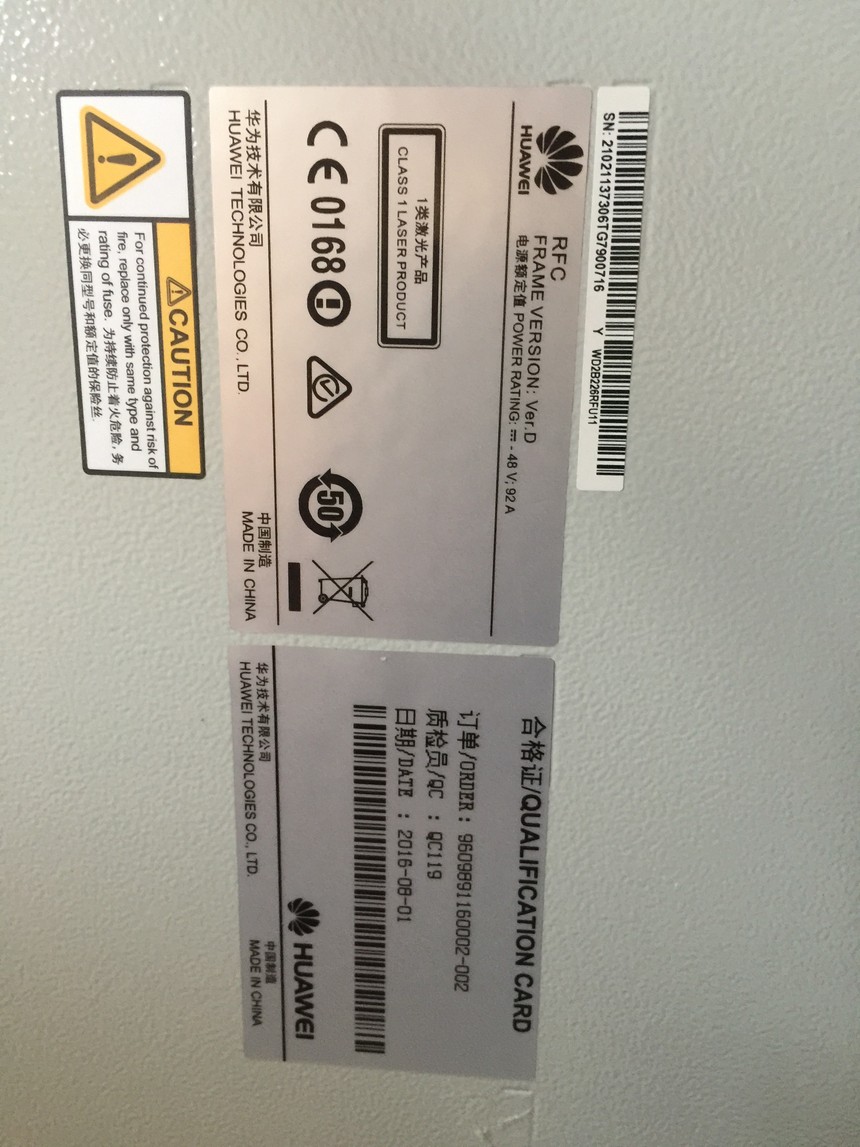 SN: 21021137306TG7900716 Y WD2B226RFU11
HUAWEI
RFC
FRAME VERSION: Ver.D
电源额定值 POWER RATING: ⎓ - 48 V; 92 A
1类激光产品
CLASS 1 LASER PRODUCT
CE 0168
50
华为技术有限公司
HUAWEI TECHNOLOGIES CO., LTD.
中国制造
MADE IN CHINA
CAUTION
For continued protection against risk of
fire, replace only with same type and
rating of fuse. 为持续防止着火危险，务
必更换同型号和额定值的保险丝.
合格证/QUALIFICATION CARD
订单/ORDER: 9609891160002-002
质检员/QC : QC119
日期/DATE : 2016-08-01
HUAWEI
华为技术有限公司
HUAWEI TECHNOLOGIES CO., LTD.
中国制造
MADE IN CHINA